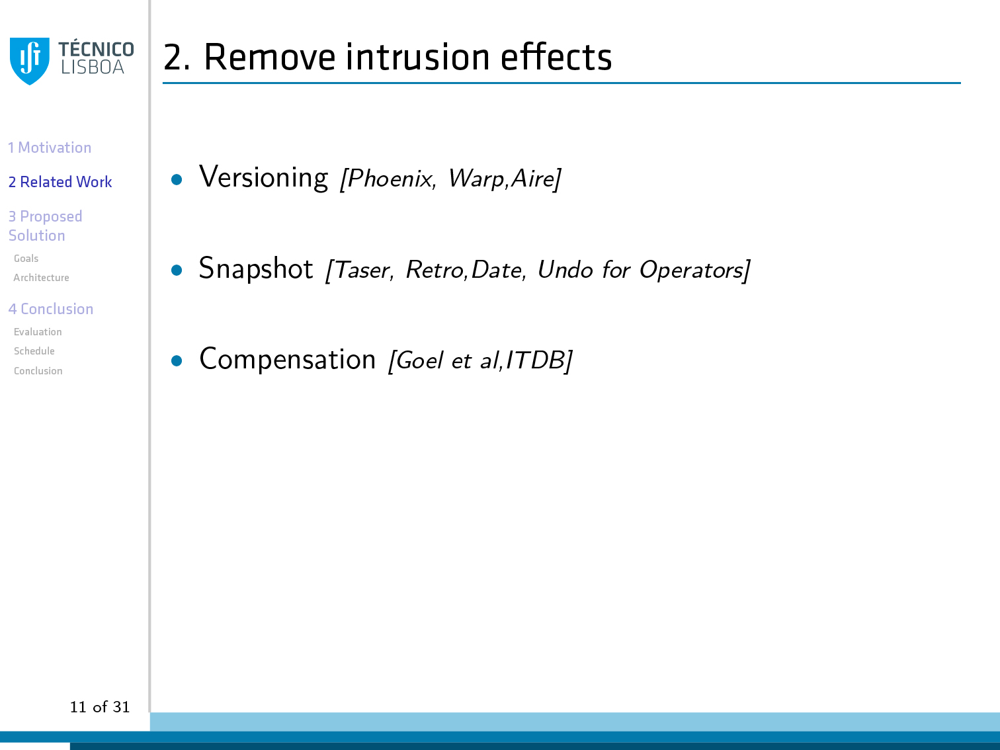 TÉCNICO
LISBOA
2. Remove intrusion effects
1 Motivation
2 Related Work
3 Proposed
Solution
Goals
Architecture
4 Conclusion
Evaluation
Schedule
Conclusion
• Versioning [Phoenix, Warp,Aire]
• Snapshot [Taser, Retro,Date, Undo for Operators]
• Compensation [Goel et al,ITDB]
11 of 31